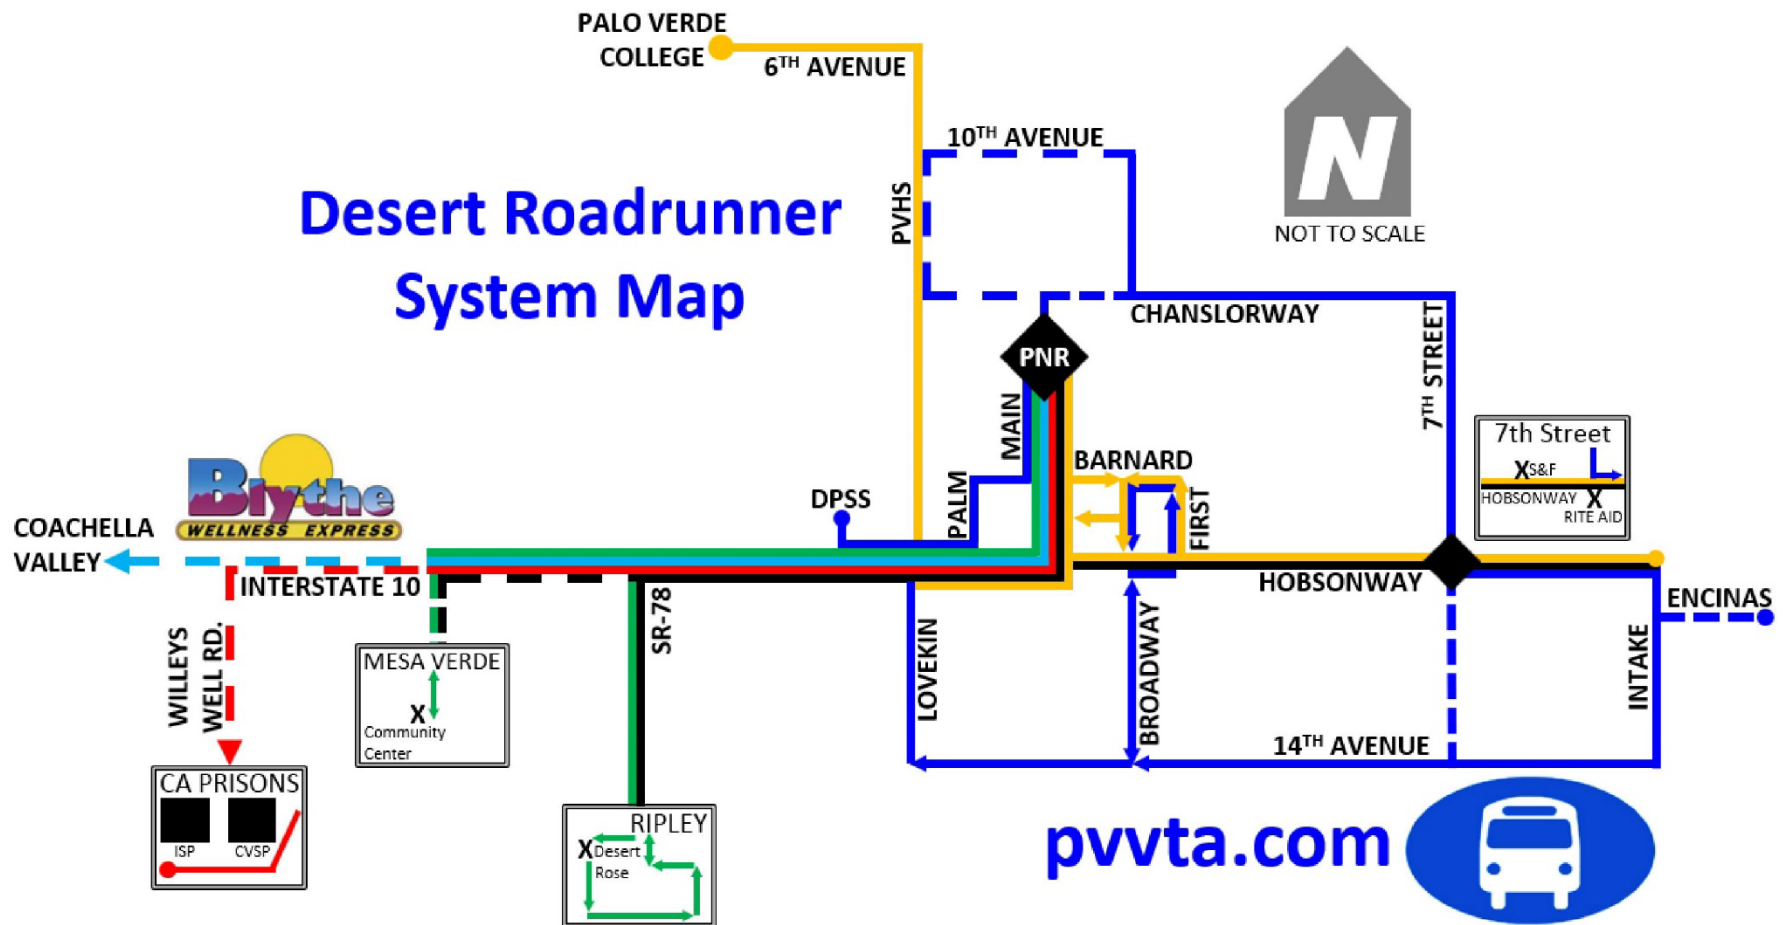 PALO VERDE
COLLEGE
6TH AVENUE
10TH AVENUE
N
NOT TO SCALE
Desert Roadrunner
System Map
PVHS
CHANSLORWAY
PNR
MAIN
7TH STREET
7th Street
S&F
HOBSONWAY
RITE AID
BARNARD
DPSS
PALM
FIRST
Blythe
WELLNESS EXPRESS
COACHELLA
VALLEY
INTERSTATE 10
HOBSONWAY
ENCINAS
SR-78
WILLEYS
WELL RD.
MESA VERDE
X
Community
Center
LOVEKIN
BROADWAY
INTAKE
14TH AVENUE
CA PRISONS
ISP
CVSP
RIPLEY
X Desert
Rose
pvvta.com